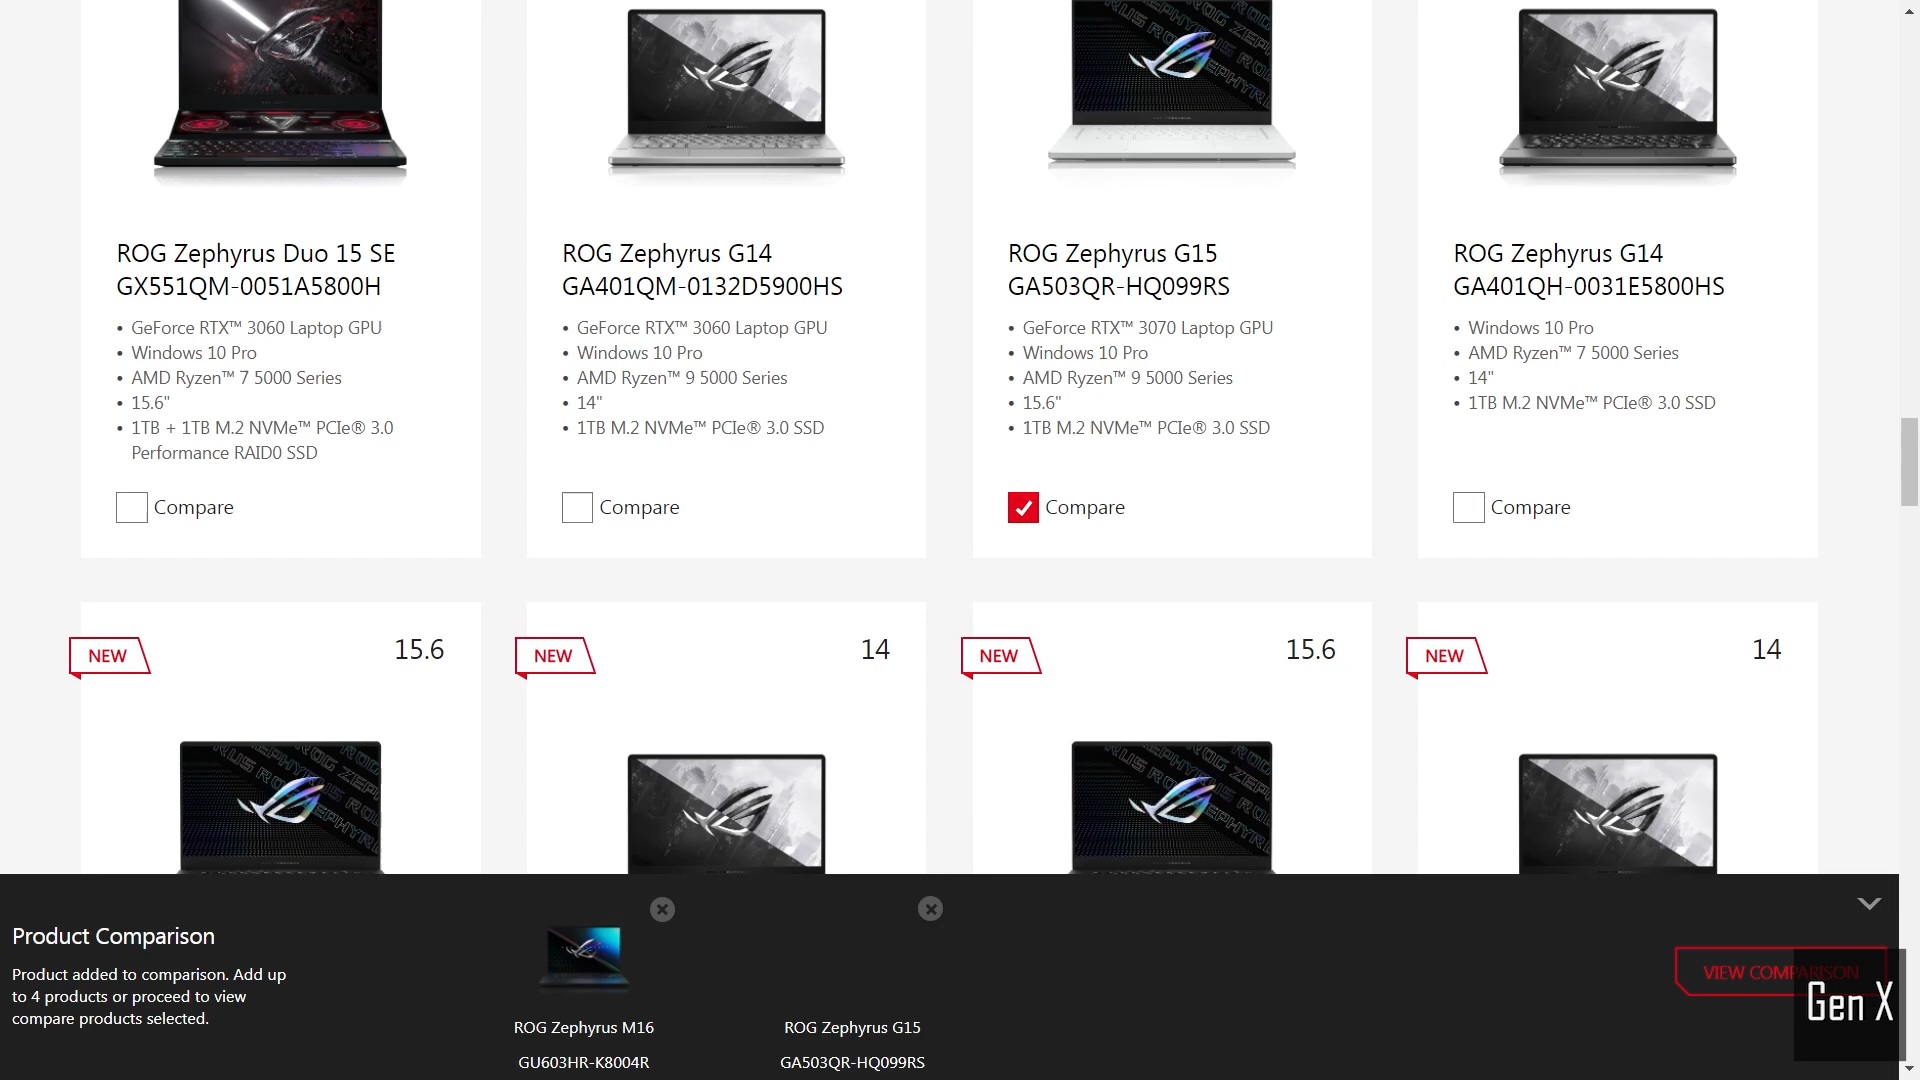 ROG Zephyrus Duo 15 SE
GX551QM-0051A5800H
• GeForce RTX™ 3060 Laptop GPU
• Windows 10 Pro
• AMD Ryzen™ 7 5000 Series
• 15.6"
• 1TB + 1TB M.2 NVMe™ PCIe® 3.0
Performance RAID0 SSD
Compare
ROG Zephyrus G14
GA401QM-0132D5900HS
• GeForce RTX™ 3060 Laptop GPU
• Windows 10 Pro
• AMD Ryzen™ 9 5000 Series
• 14"
• 1TB M.2 NVMe™ PCIe® 3.0 SSD
Compare
ROG Zephyrus G15
GA503QR-HQ099RS
• GeForce RTX™ 3070 Laptop GPU
• Windows 10 Pro
• AMD Ryzen™ 9 5000 Series
• 15.6"
• 1TB M.2 NVMe™ PCIe® 3.0 SSD
Compare
ROG Zephyrus G14
GA401QH-0031E5800HS
• Windows 10 Pro
• AMD Ryzen™ 7 5000 Series
• 14"
• 1TB M.2 NVMe™ PCIe® 3.0 SSD
Compare
NEW
15.6
NEW
14
NEW
15.6
NEW
14
Product Comparison
Product added to comparison. Add up
to 4 products or proceed to view
compare products selected.
ROG Zephyrus M16
GU603HR-K8004R
ROG Zephyrus G15
GA503QR-HQ099RS
VIEW COMPARISON
Gen X